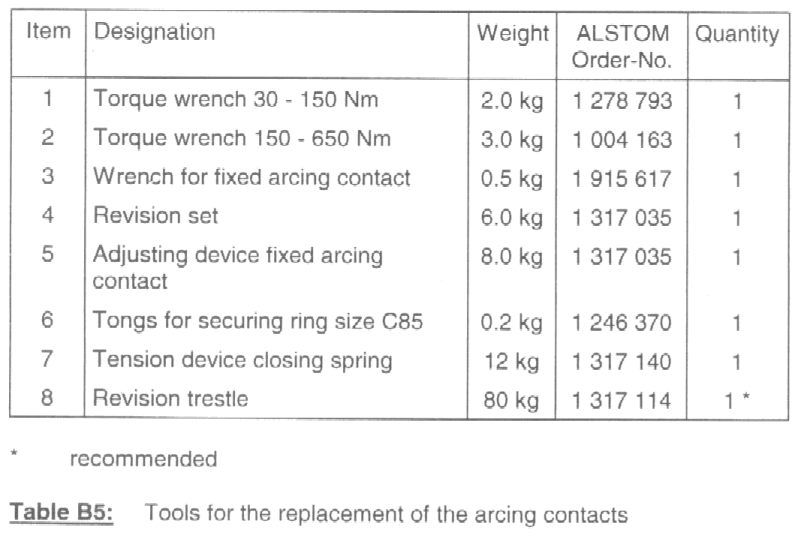 Item Designation Weight ALSTOM Order-No. Quantity
1 Torque wrench 30 - 150 Nm 2.0 kg 1 278 793 1
2 Torque wrench 150 - 650 Nm 3.0 kg 1 004 163 1
3 Wrench for fixed arcing contact 0.5 kg 1 915 617 1
4 Revision set 6.0 kg 1 317 035 1
5 Adjusting device fixed arcing 8.0 kg 1 317 035 1
contact
6 Tongs for securing ring size C85 0.2 kg 1 246 370 1
7 Tension device closing spring 12 kg 1 317 140 1
8 Revision trestle 80 kg 1 317 114 1 *
* recommended
Table B5: Tools for the replacement of the arcing contacts